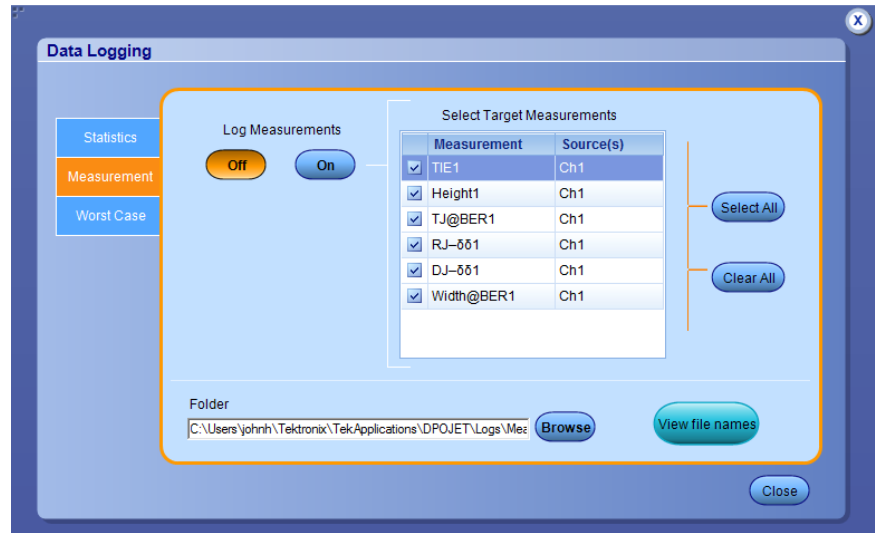 X
Data Logging
Statistics
Measurement
Worst Case
Log Measurements
Off
On
Select Target Measurements
Measurement Source(s)
TIE1 Ch1
Height1 Ch1
TJ@BER1 Ch1
RJ–δδ1 Ch1
DJ–δδ1 Ch1
Width@BER1 Ch1
Select All
Clear All
Folder
C:\Users\johnh\Tektronix\TekApplications\DPOJET\Logs\Mea
Browse
View file names
Close